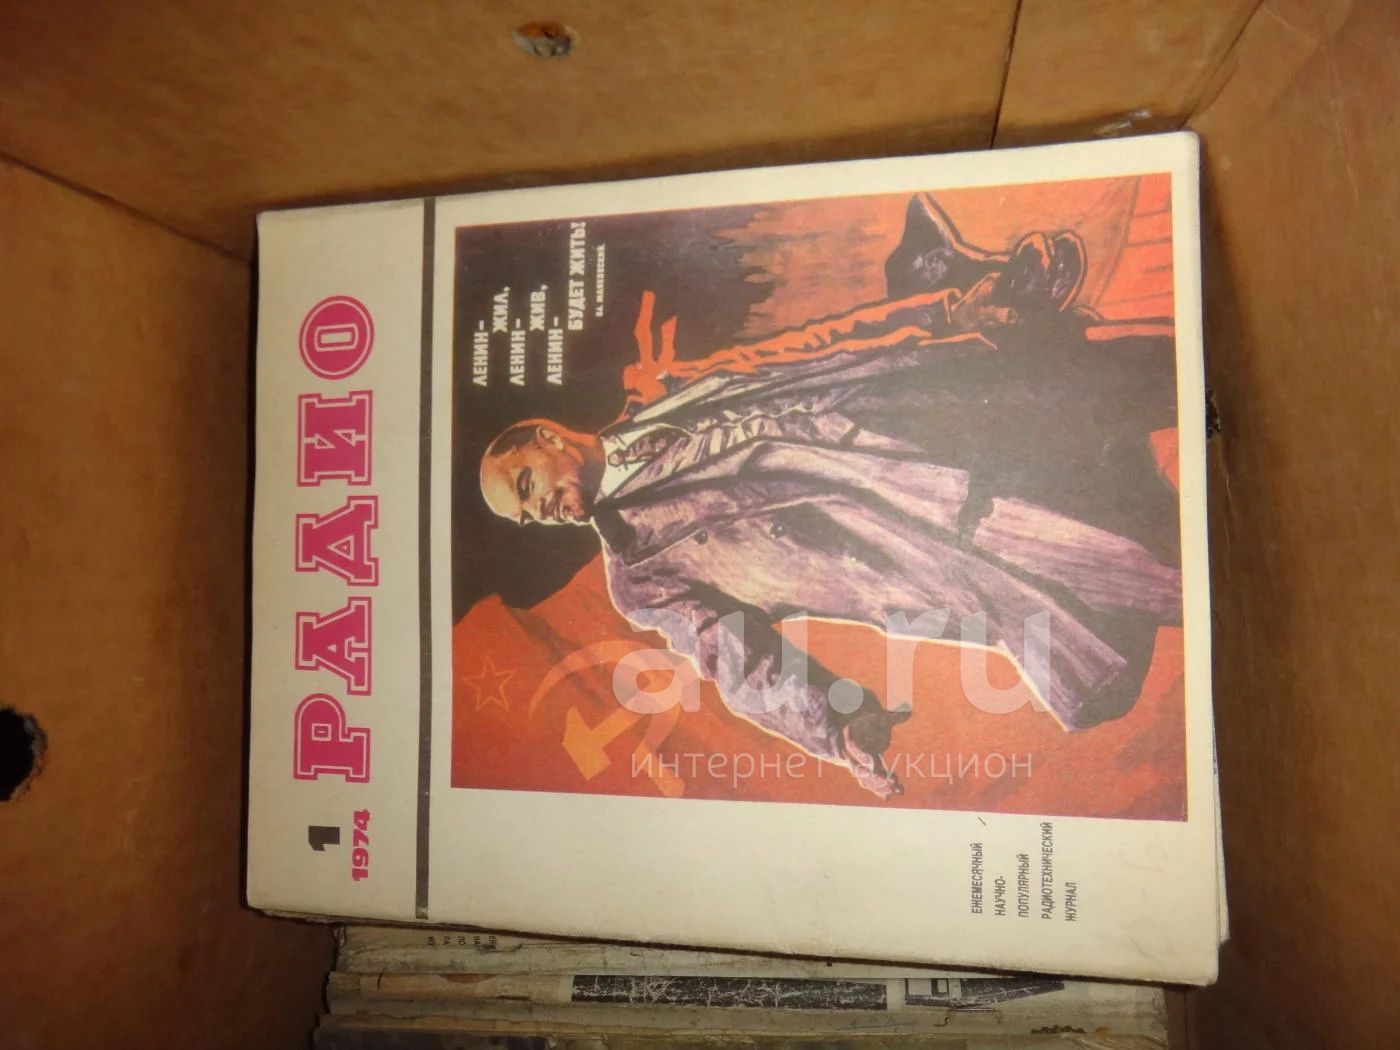 1
1974
РАДИО
ЛЕНИН–
ЖИЛ,
ЛЕНИН–
ЖИВ,
ЛЕНИН–
БУДЕТ ЖИТЬ!
ВЛ. МАЯКОВСКИЙ.
ЕЖЕМЕСЯЧНЫЙ
НАУЧНО-
ПОПУЛЯРНЫЙ
РАДИОТЕХНИЧЕСКИЙ
ЖУРНАЛ
au.ru
интернет аукцион